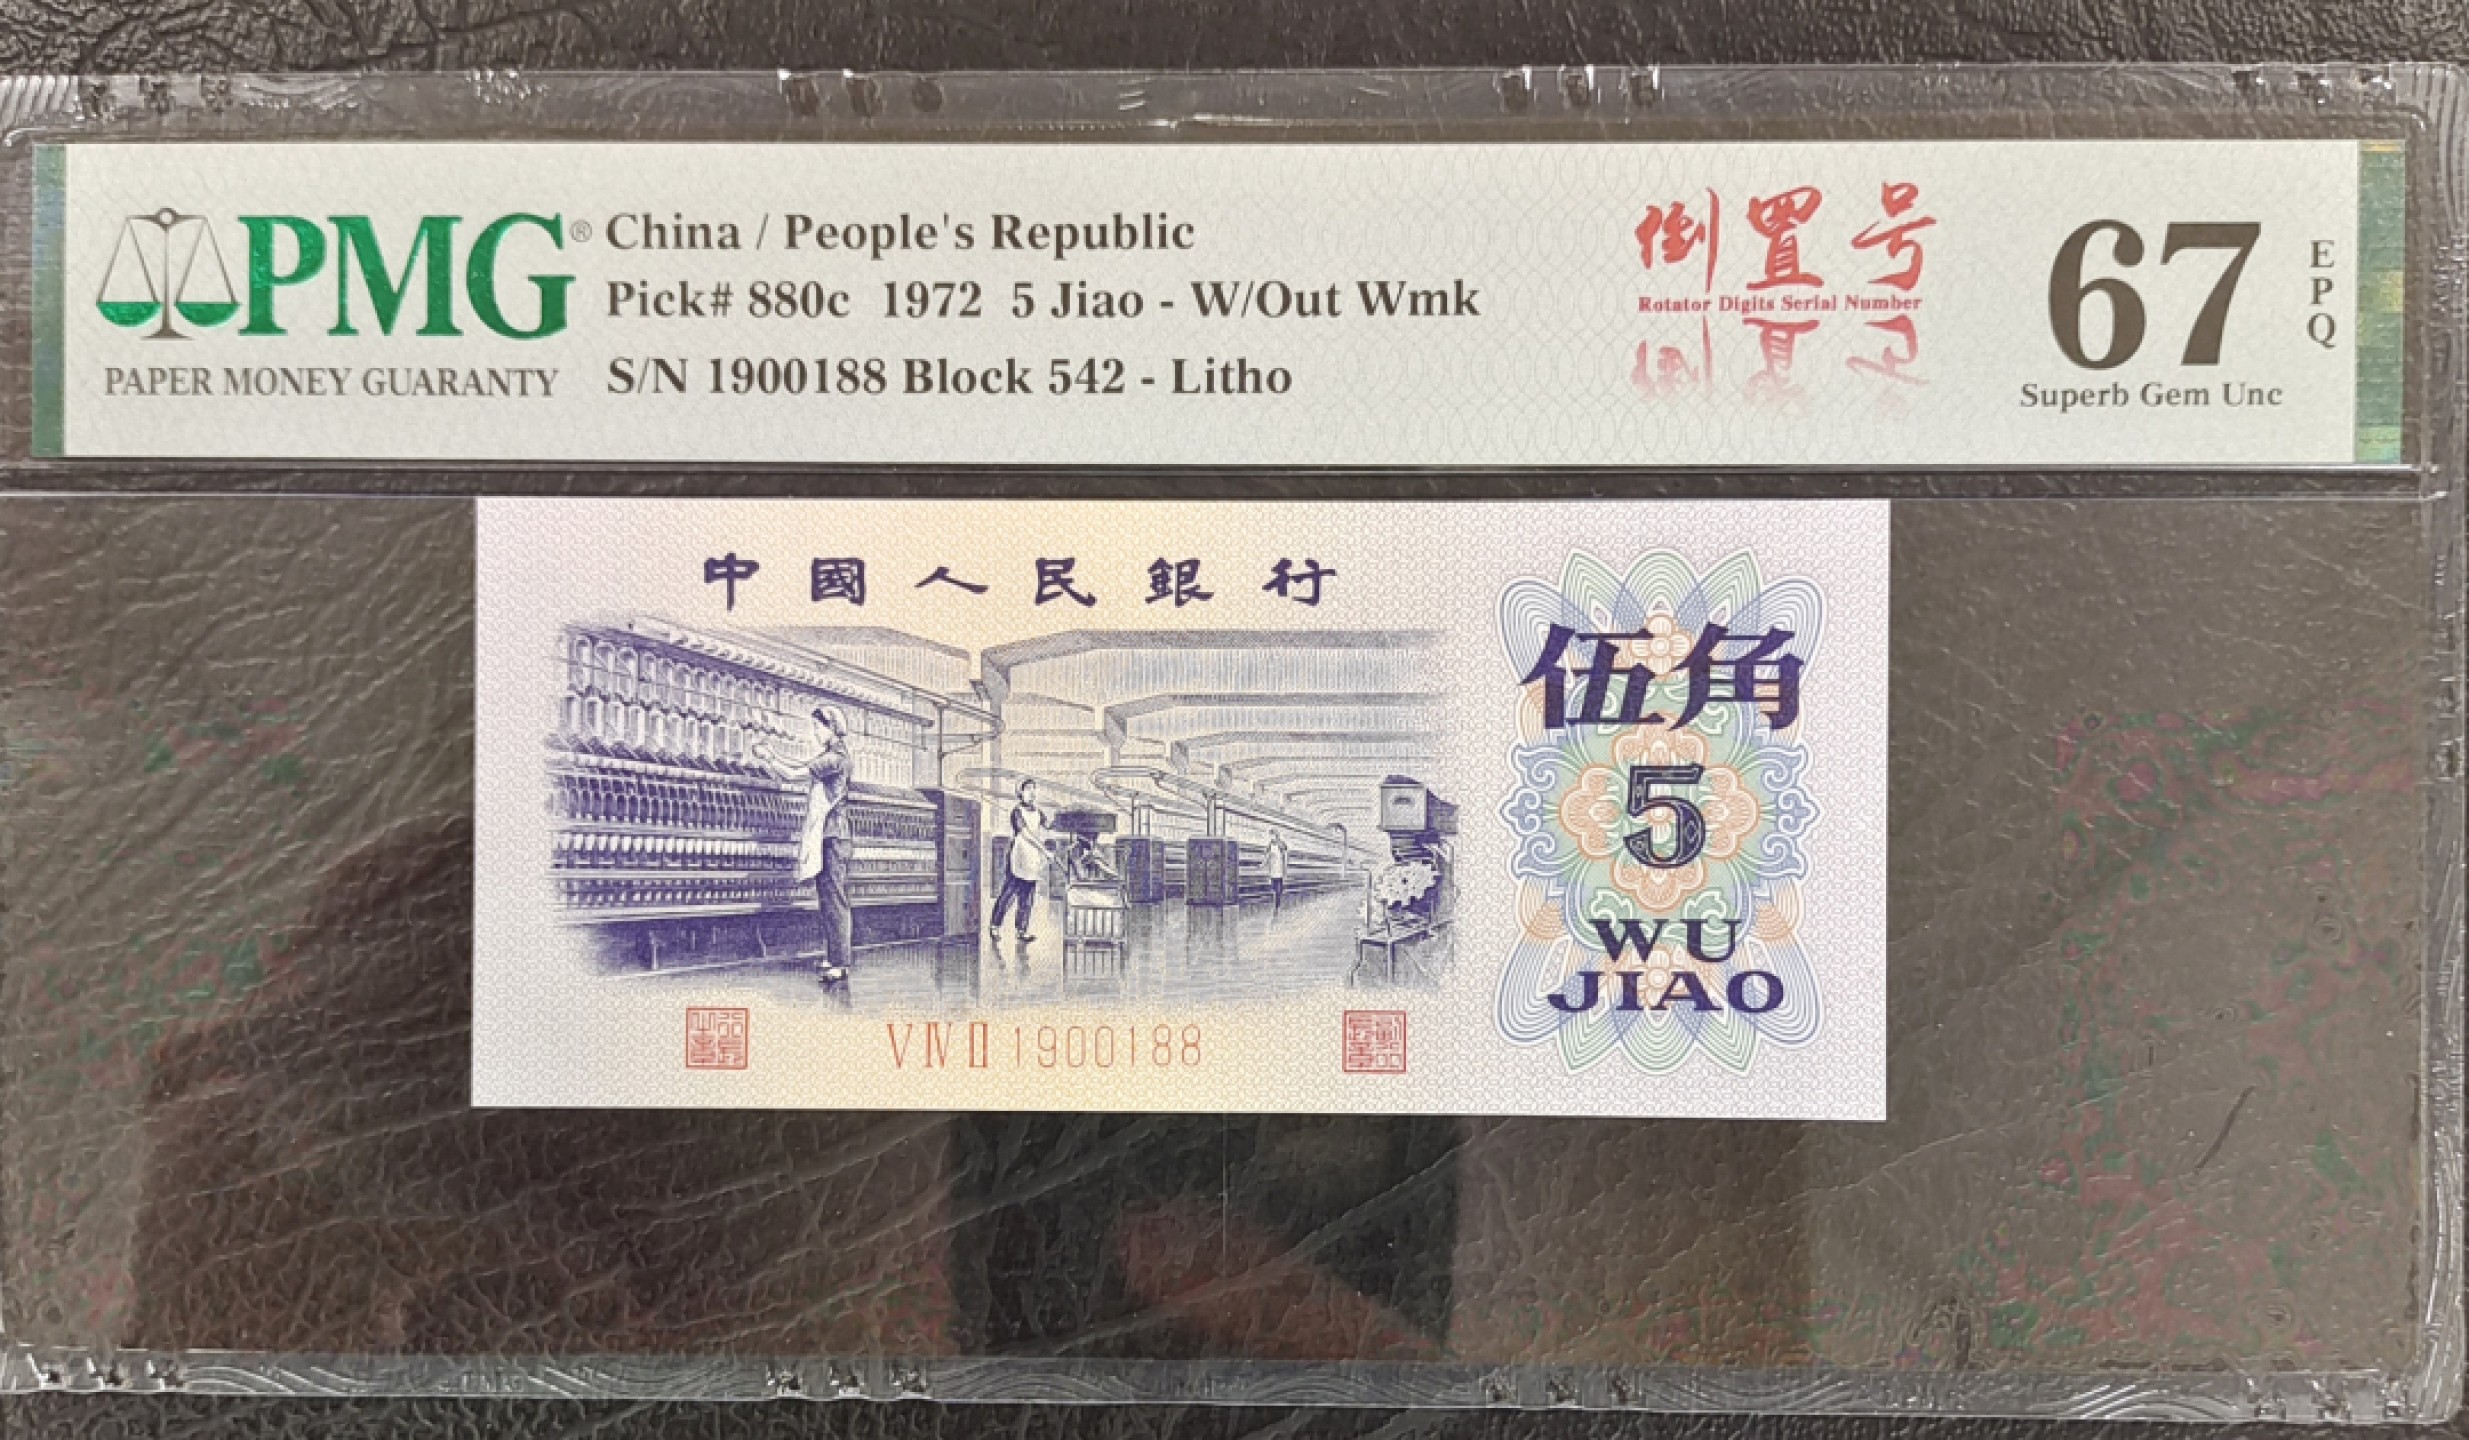 PMG®
PAPER MONEY GUARANTY
China / People's Republic
Pick# 880c 1972 5 Jiao - W/Out Wmk
S/N 1900188 Block 542 - Litho
倒置号
Rotator Digits Serial Number
67
EPQ
Superb Gem Unc
中國人民銀行
伍角
5
WU
JIAO
V IV II 1900188